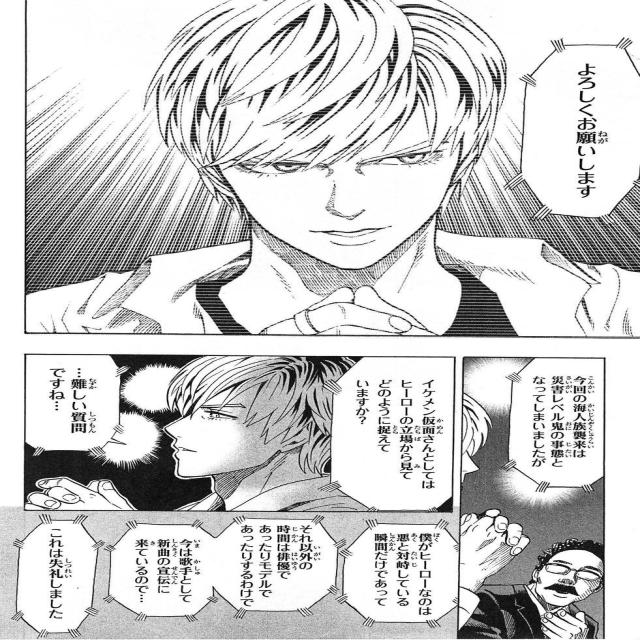 よろしくお願いします
今回の海人族襲来は
災害レベル鬼の事態と
なってしまいましたが
イケメン仮面さんとしては
ヒーローの立場から見て
どのように捉えて
いますか?
…難しい質問
ですね…
僕がヒーローなのは
悪と対峙している
瞬間だけであって
それ以外の
時間は俳優で
あったりモデルで
あったりするわけで
今は歌手として
新曲の宣伝に
来ているので…
これは失礼しました